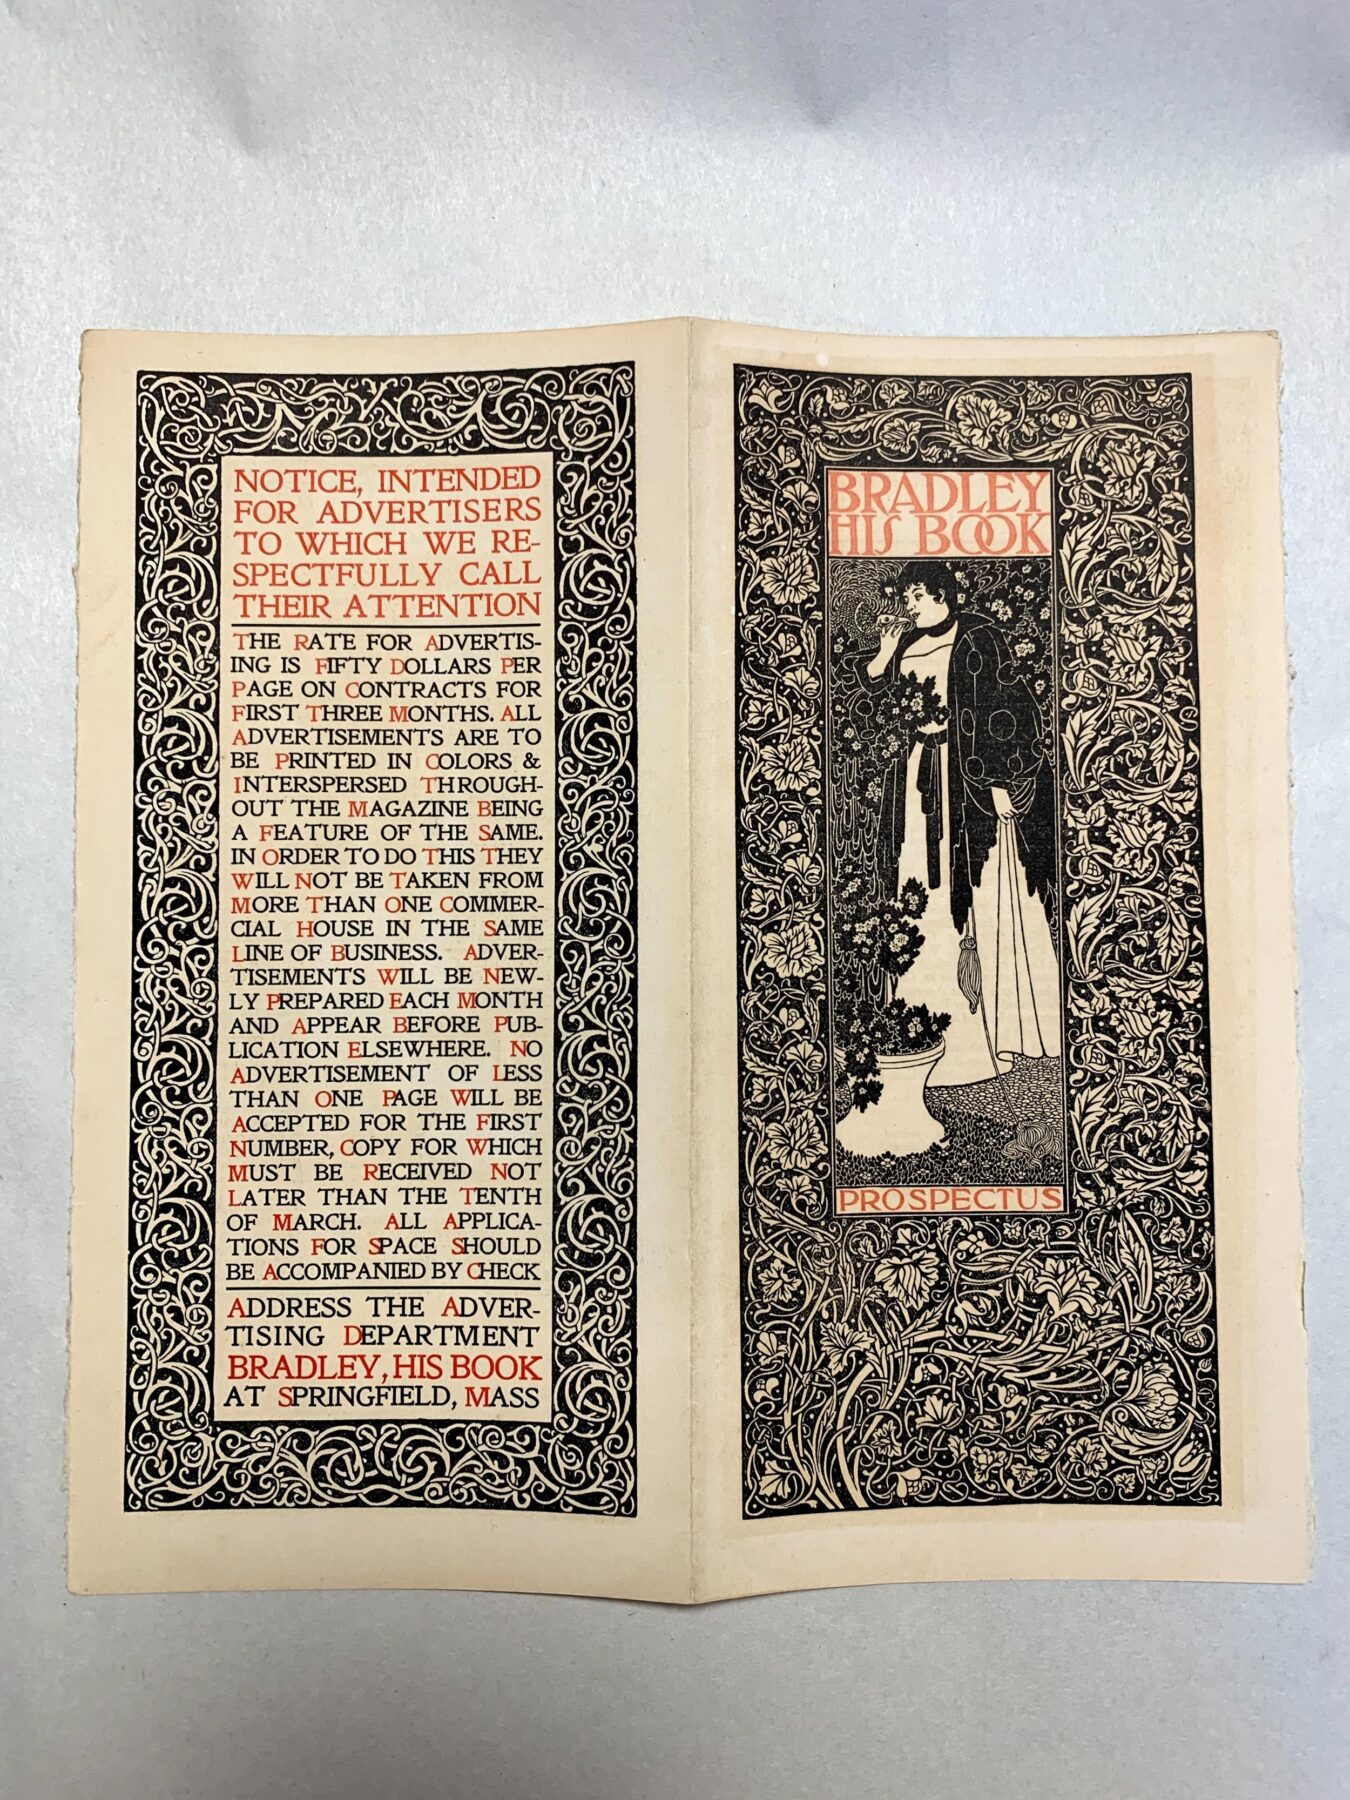 NOTICE, INTENDED
FOR ADVERTISERS
TO WHICH WE RE-
SPECTFULLY CALL
THEIR ATTENTION
THE RATE FOR ADVERTIS-
ING IS FIFTY DOLLARS PER
PAGE ON CONTRACTS FOR
FIRST THREE MONTHS. ALL
ADVERTISEMENTS ARE TO
BE PRINTED IN COLORS &
INTERSPERSED THROUGH-
OUT THE MAGAZINE BEING
A FEATURE OF THE SAME.
IN ORDER TO DO THIS THEY
WILL NOT BE TAKEN FROM
MORE THAN ONE COMMER-
CIAL HOUSE IN THE SAME
LINE OF BUSINESS. ADVER-
TISEMENTS WILL BE NEW-
LY PREPARED EACH MONTH
AND APPEAR BEFORE PUB-
LICATION ELSEWHERE. NO
ADVERTISEMENT OF LESS
THAN ONE PAGE WILL BE
ACCEPTED FOR THE FIRST
NUMBER, COPY FOR WHICH
MUST BE RECEIVED NOT
LATER THAN THE TENTH
OF MARCH. ALL APPLICA-
TIONS FOR SPACE SHOULD
BE ACCOMPANIED BY CHECK
ADDRESS THE ADVER-
TISING DEPARTMENT
BRADLEY, HIS BOOK
AT SPRINGFIELD, MASS
BRADLEY
HIS BOOK
PROSPECTUS